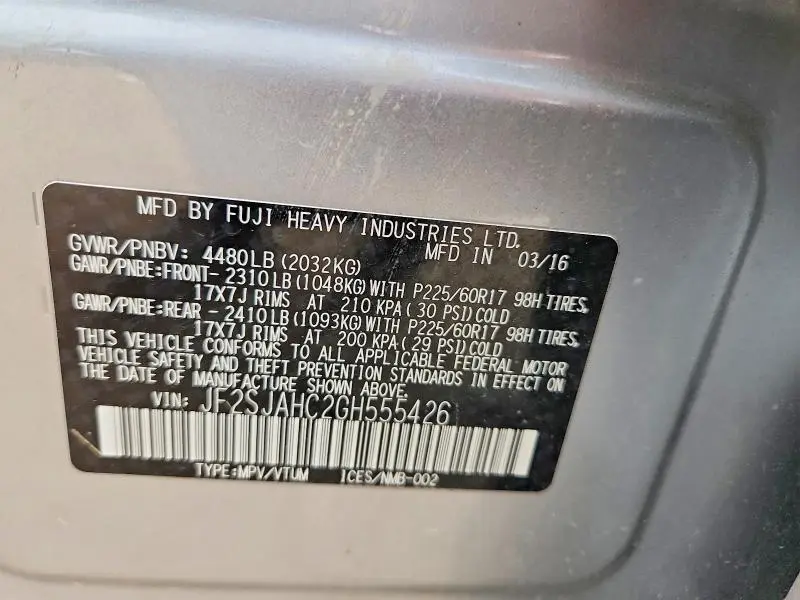 MFD BY FUJI HEAVY INDUSTRIES LTD.
GVWR/PNBV: 4480LB (2032KG) MFD IN 03/16
GAWR/PNBE:FRONT- 2310LB (1048KG) WITH P225/60R17 98H TIRES,
17X7J RIMS AT 210 KPA (30 PSI) COLD
GAWR/PNBE:REAR - 2410LB (1093KG) WITH P225/60R17 98H TIRES,
17X7J RIMS AT 200 KPA (29 PSI) COLD
THIS VEHICLE CONFORMS TO ALL APPLICABLE FEDERAL MOTOR
VEHICLE SAFETY AND THEFT PREVENTION STANDARDS IN EFFECT ON
THE DATE OF MANUFACTURE SHOWN ABOVE.
VIN: JF2SJAHC2GH555426
TYPE:MPV/VTUM ICES/NMB-002